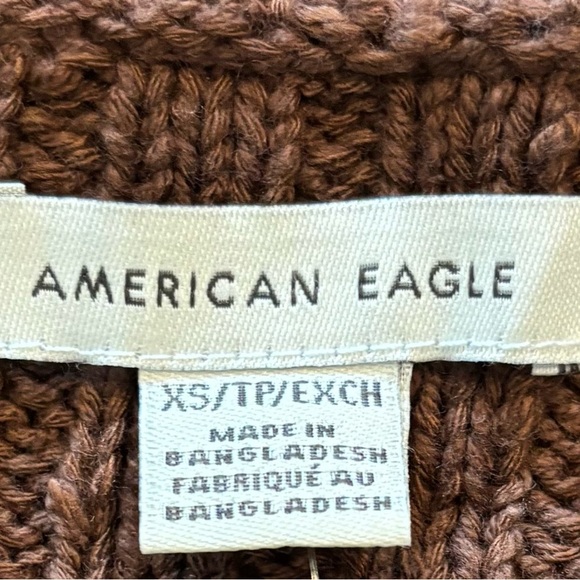 AMERICAN EAGLE
XS/TP/EXCH
MADE IN
BANGLADESH
FABRIQUÉ AU
BANGLADESH